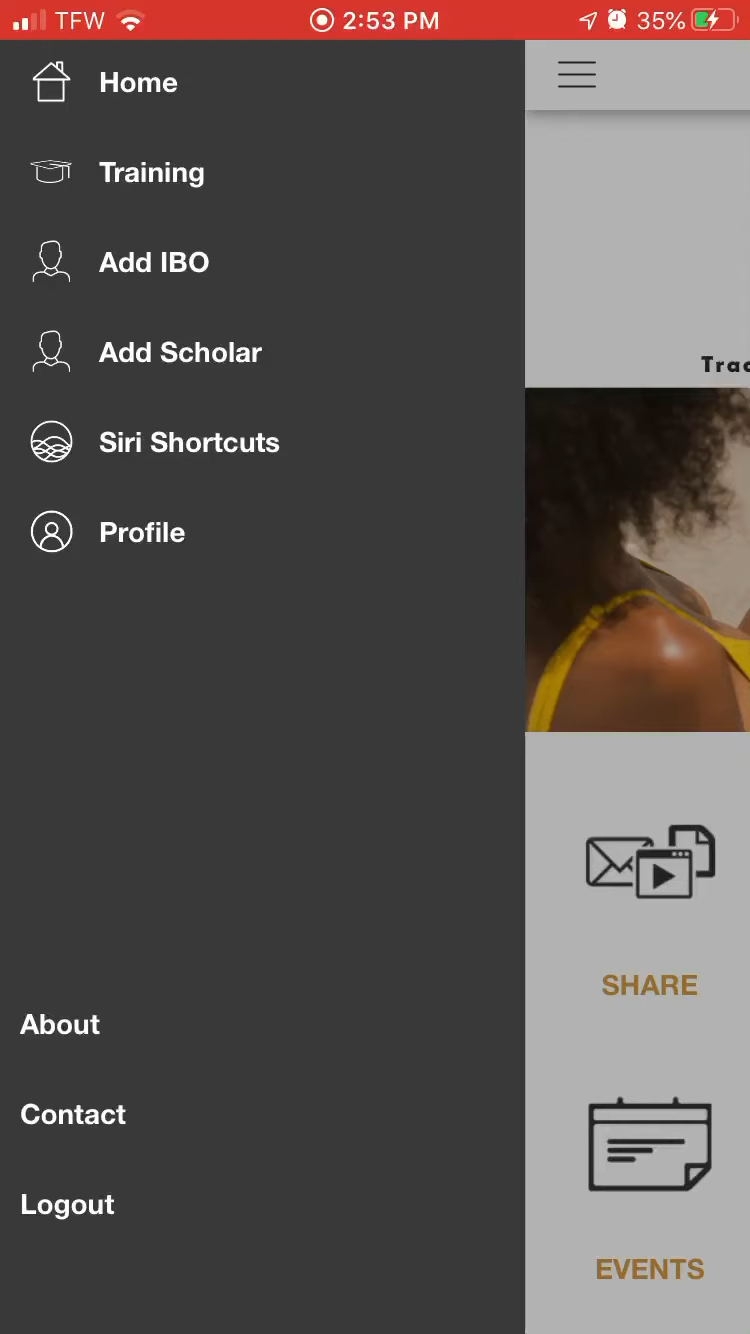 TFW 2:53 PM 35%
Home
Training
Add IBO
Add Scholar
Siri Shortcuts
Profile
About
Contact
Logout
SHARE
EVENTS